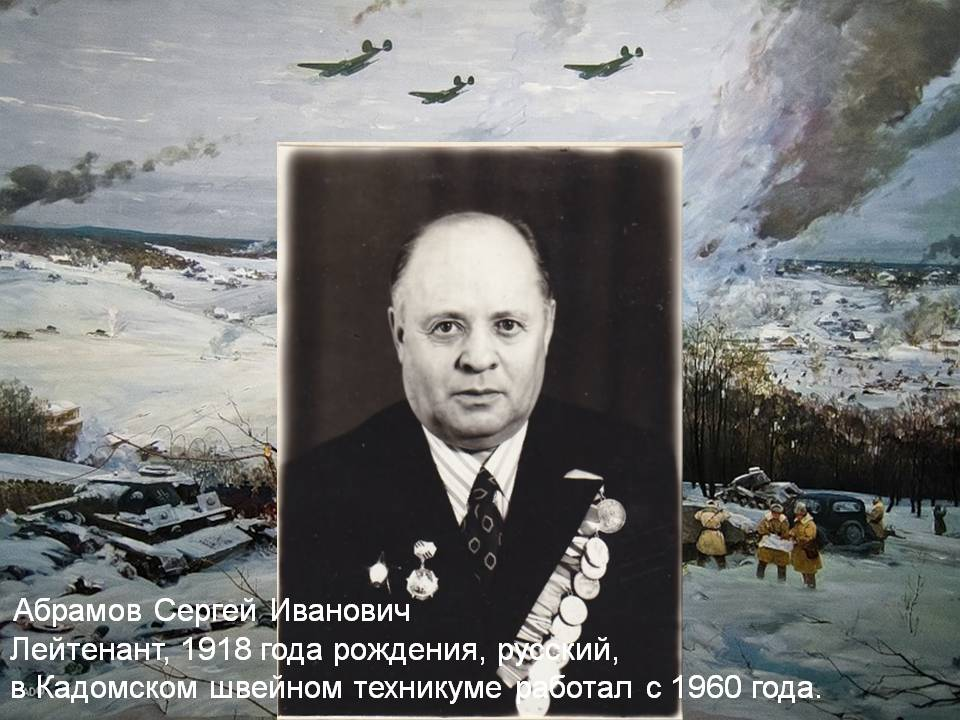 Абрамов Сергей Иванович
Лейтенант, 1918 года рождения, русский,
в Кадомском швейном техникуме работал с 1960 года.